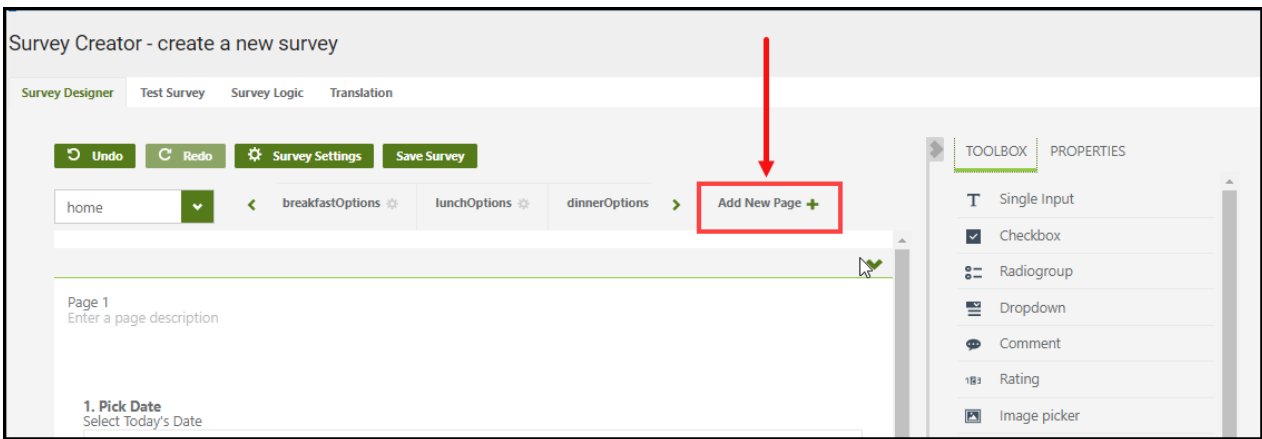 Survey Creator - create a new survey
Survey Designer Test Survey Survey Logic Translation
Undo Redo Survey Settings Save Survey
home breakfastOptions lunchOptions dinnerOptions Add New Page
Page 1
Enter a page description
1. Pick Date
Select Today's Date
TOOLBOX PROPERTIES
Single Input
Checkbox
Radiogroup
Dropdown
Comment
Rating
Image picker